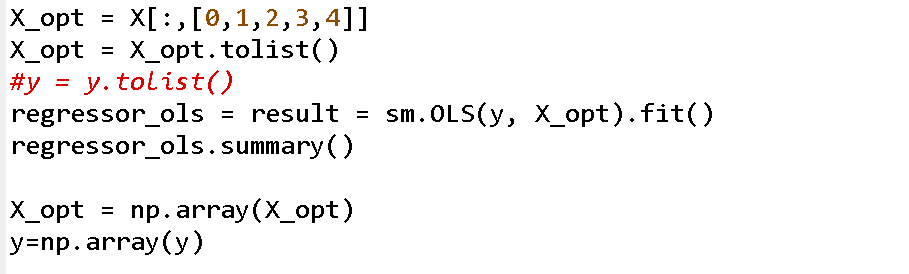 X_opt = X[:,[0,1,2,3,4]]
X_opt = X_opt.tolist()
#y = y.tolist()
regressor_ols = result = sm.OLS(y, X_opt).fit()
regressor_ols.summary()
X_opt = np.array(X_opt)
y=np.array(y)